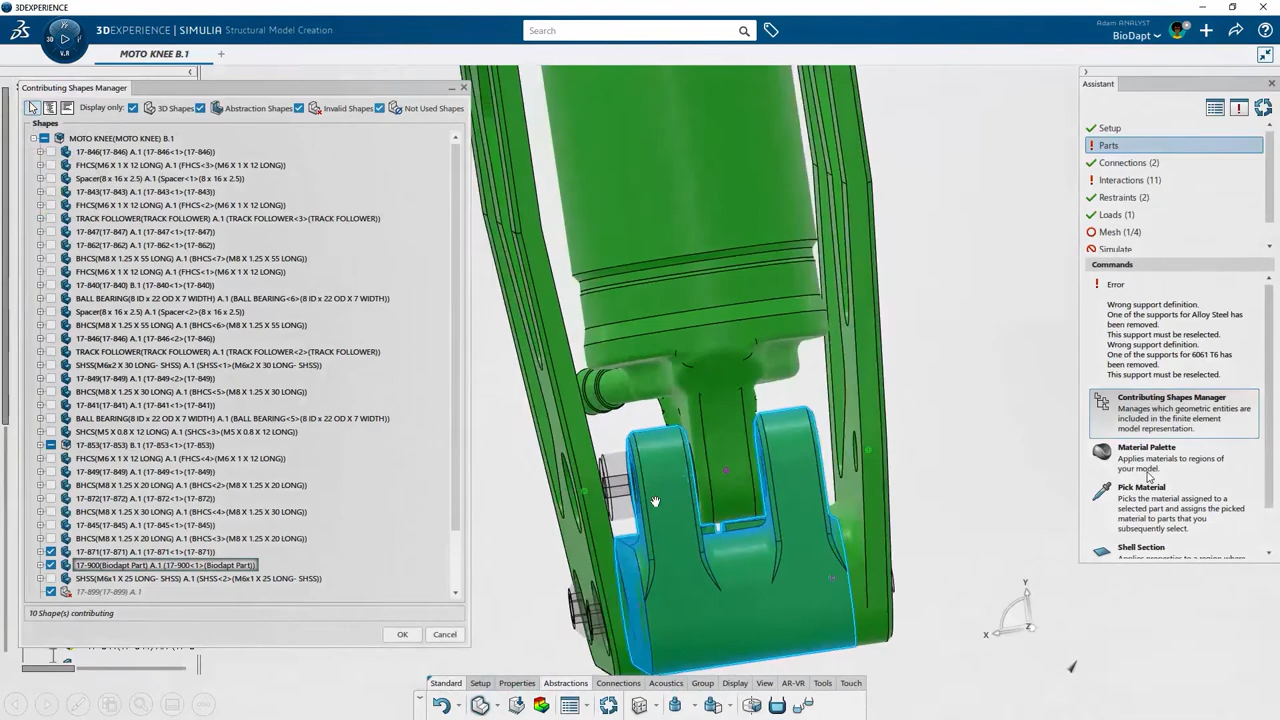 3DEXPERIENCE
3DEXPERIENCE | SIMULIA Structural Model Creation
Search
Adam ANALYST
BioDapt
3D
V.R
MOTO KNEE B.1
Contributing Shapes Manager
Display only: 3D Shapes Abstraction Shapes Invalid Shapes Not Used Shapes
Shapes
MOTO KNEE(MOTO KNEE) B.1
17-846(17-846) A.1 (17-846<1>(17-846))
FHCS(M6 X 1 X 12 LONG) A.1 (FHCS<3>(M6 X 1 X 12 LONG))
Spacer(8 x 16 x 2.5) A.1 (Spacer<1>(8 x 16 x 2.5))
17-843(17-843) A.1 (17-843<1>(17-843))
FHCS(M6 X 1 X 12 LONG) A.1 (FHCS<2>(M6 X 1 X 12 LONG))
TRACK FOLLOWER(TRACK FOLLOWER) A.1 (TRACK FOLLOWER<3>(TRACK FOLLOWER))
17-847(17-847) A.1 (17-847<1>(17-847))
17-862(17-862) A.1 (17-862<1>(17-862))
BHCS(M8 X 1.25 X 55 LONG) A.1 (BHCS<7>(M8 X 1.25 X 55 LONG))
FHCS(M6 X 1 X 12 LONG) A.1 (FHCS<1>(M6 X 1 X 12 LONG))
17-840(17-840) B.1 (17-840<1>(17-840))
BALL BEARING(8 ID x 22 OD X 7 WIDTH) A.1 (BALL BEARING<6>(8 ID x 22 OD X 7 WIDTH))
Spacer(8 x 16 x 2.5) A.1 (Spacer<2>(8 x 16 x 2.5))
BHCS(M8 X 1.25 X 55 LONG) A.1 (BHCS<6>(M8 X 1.25 X 55 LONG))
17-846(17-846) A.1 (17-846<2>(17-846))
TRACK FOLLOWER(TRACK FOLLOWER) A.1 (TRACK FOLLOWER<2>(TRACK FOLLOWER))
SHSS(M6x2 X 30 LONG- SHSS) A.1 (SHSS<1>(M6x2 X 30 LONG- SHSS))
17-849(17-849) A.1 (17-849<2>(17-849))
BHCS(M8 X 1.25 X 20 LONG) A.1 (BHCS<5>(M8 X 1.25 X 20 LONG))
17-841(17-841) A.1 (17-841<1>(17-841))
BALL BEARING(8 ID x 22 OD X 7 WIDTH) A.1 (BALL BEARING<5>(8 ID x 22 OD X 7 WIDTH))
SHCS(M5 X 0.8 X 12 LONG) A.1 (SHCS<3>(M5 X 0.8 X 12 LONG))
17-853(17-853) B.1 (17-853<1>(17-853))
FHCS(M6 X 1 X 12 LONG) A.1 (FHCS<4>(M6 X 1 X 12 LONG))
17-849(17-849) A.1 (17-849<1>(17-849))
BHCS(M8 X 1.25 X 20 LONG) A.1 (BHCS<2>(M8 X 1.25 X 20 LONG))
17-872(17-872) A.1 (17-872<1>(17-872))
BHCS(M8 X 1.25 X 20 LONG) A.1 (BHCS<4>(M8 X 1.25 X 20 LONG))
17-845(17-845) A.1 (17-845<1>(17-845))
BHCS(M8 X 1.25 X 20 LONG) A.1 (BHCS<3>(M8 X 1.25 X 20 LONG))
17-871(17-871) A.1 (17-871<1>(17-871))
17-900(Biodapt Part) A.1 (17-900<1>(Biodapt Part))
SHSS(M6x1 X 25 LONG- SHSS) A.1 (SHSS<2>(M6x1 X 25 LONG- SHSS))
17-899(17-899) A.1
10 Shape(s) contributing
OK Cancel
Y
X
Z
Assistant
Setup
Parts
Connections (2)
Interactions (11)
Restraints (2)
Loads (1)
Mesh (1/4)
Simulate
Commands
Error
Wrong support definition.
One of the supports for Alloy Steel has
been removed.
This support must be reselected.
Wrong support definition.
One of the supports for 6061 T6 has
been removed.
This support must be reselected.
Contributing Shapes Manager
Manages which geometric entities are
included in the finite element
model representation.
Material Palette
Applies materials to regions of
your model.
Pick Material
Picks the material assigned to a
selected part and assigns the picked
material to parts that you
subsequently select.
Shell Section
Standard Setup Properties Abstractions Connections Acoustics Group Display View AR-VR Tools Touch